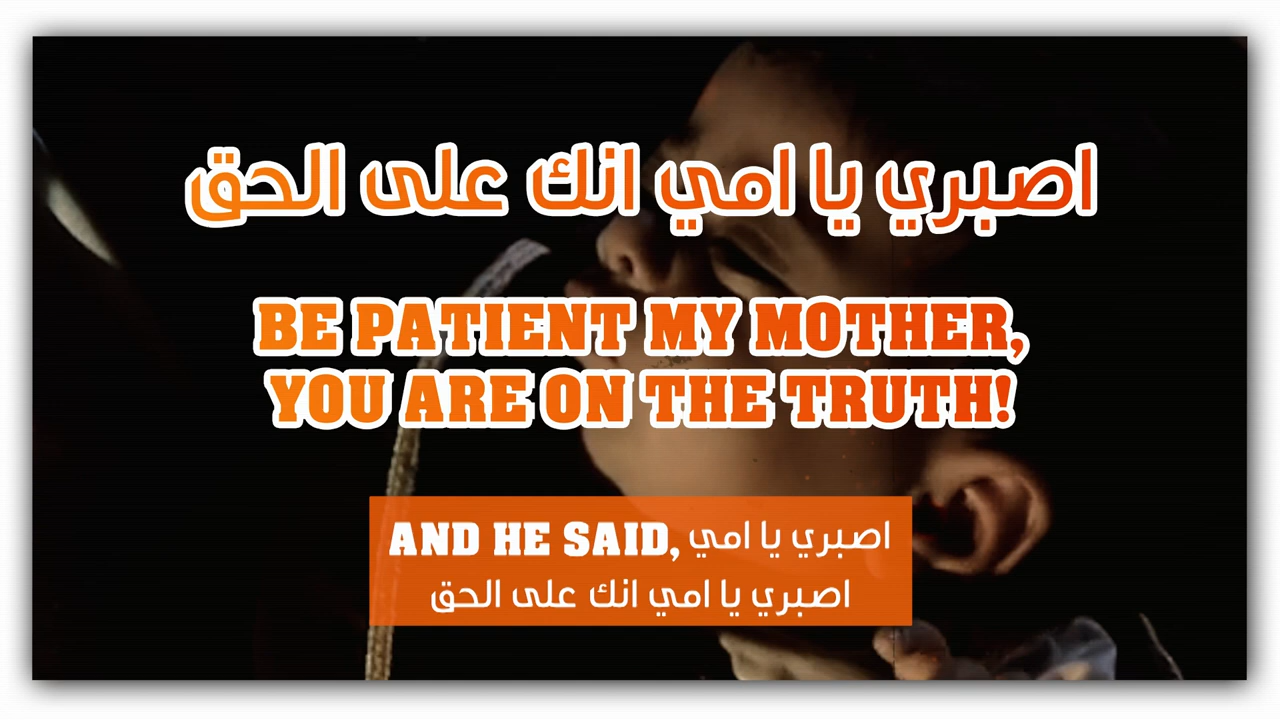 اصبري يا امي انك على الحق
BE PATIENT MY MOTHER,
YOU ARE ON THE TRUTH!
AND HE SAID, اصبري يا امي
اصبري يا امي انك على الحق